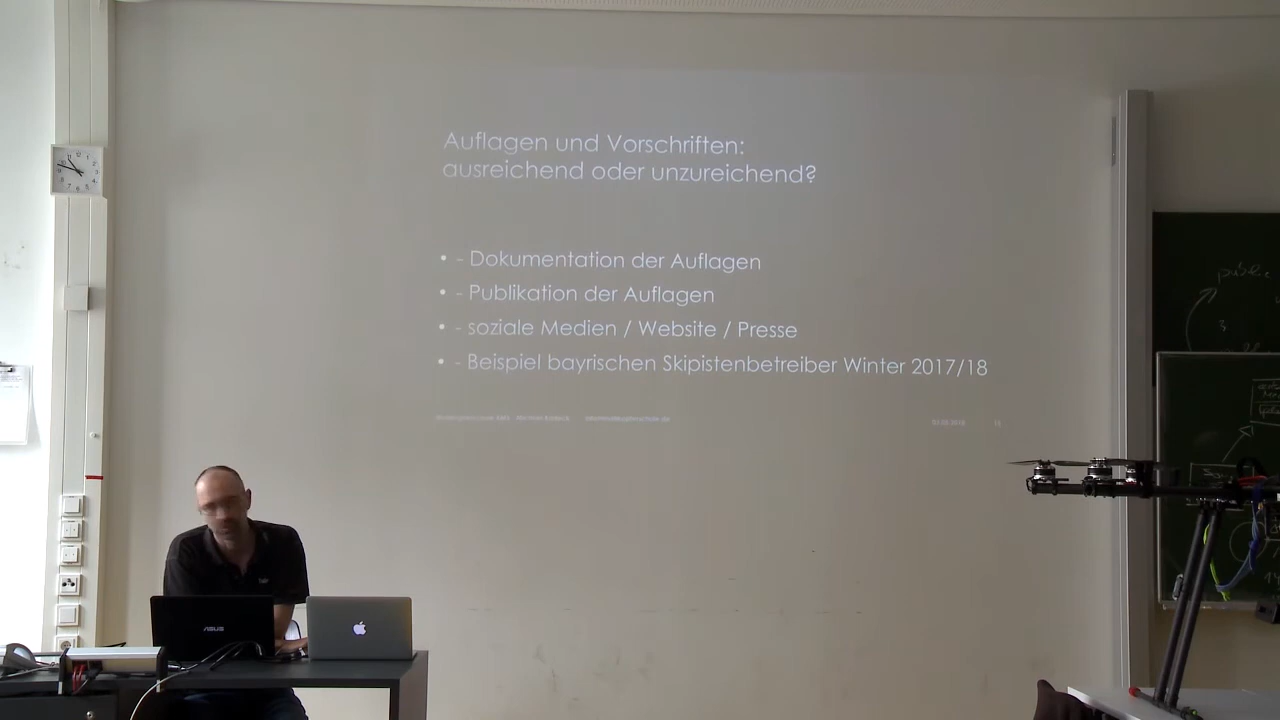 Auflagen und Vorschriften:
ausreichend oder unzureichend?
• - Dokumentation der Auflagen
• - Publikation der Auflagen
• - soziale Medien / Website / Presse
• - Beispiel bayrischen Skipistenbetreiber Winter 2017/18
ASUS